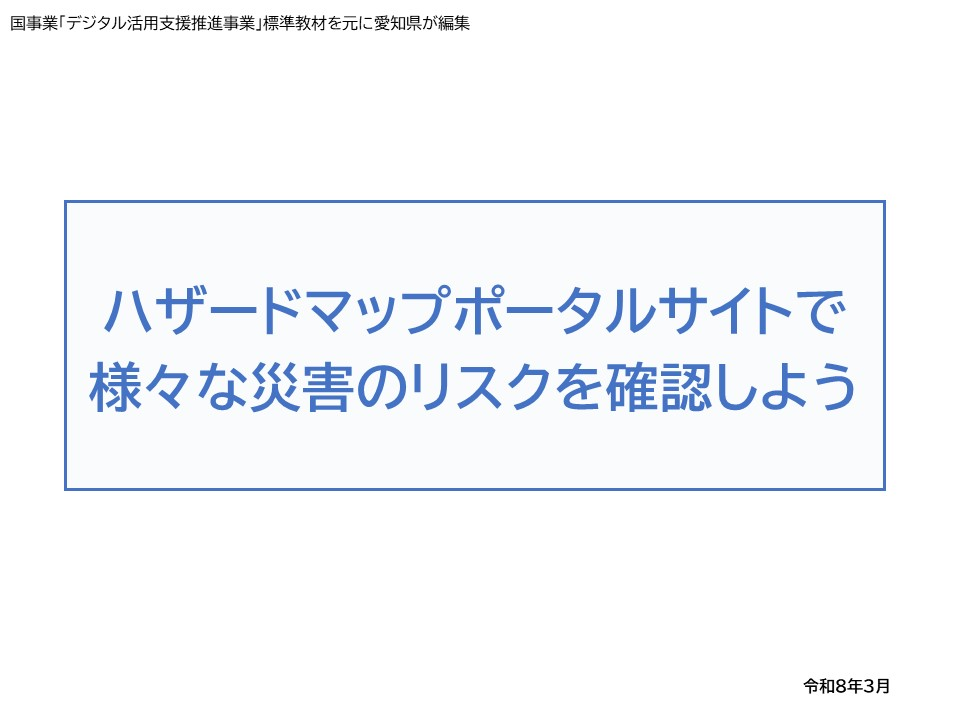 国事業「デジタル活用支援推進事業」標準教材を元に愛知県が編集
ハザードマップポータルサイトで
様々な災害のリスクを確認しよう
令和8年3月